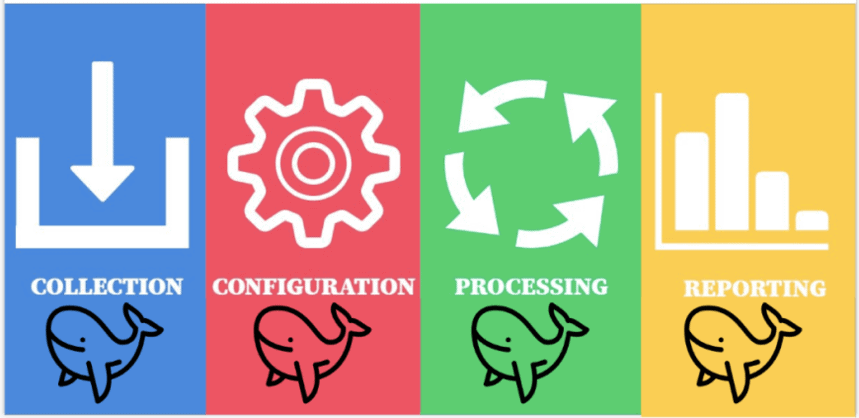 COLLECTION
CONFIGURATION
PROCESSING
REPORTING